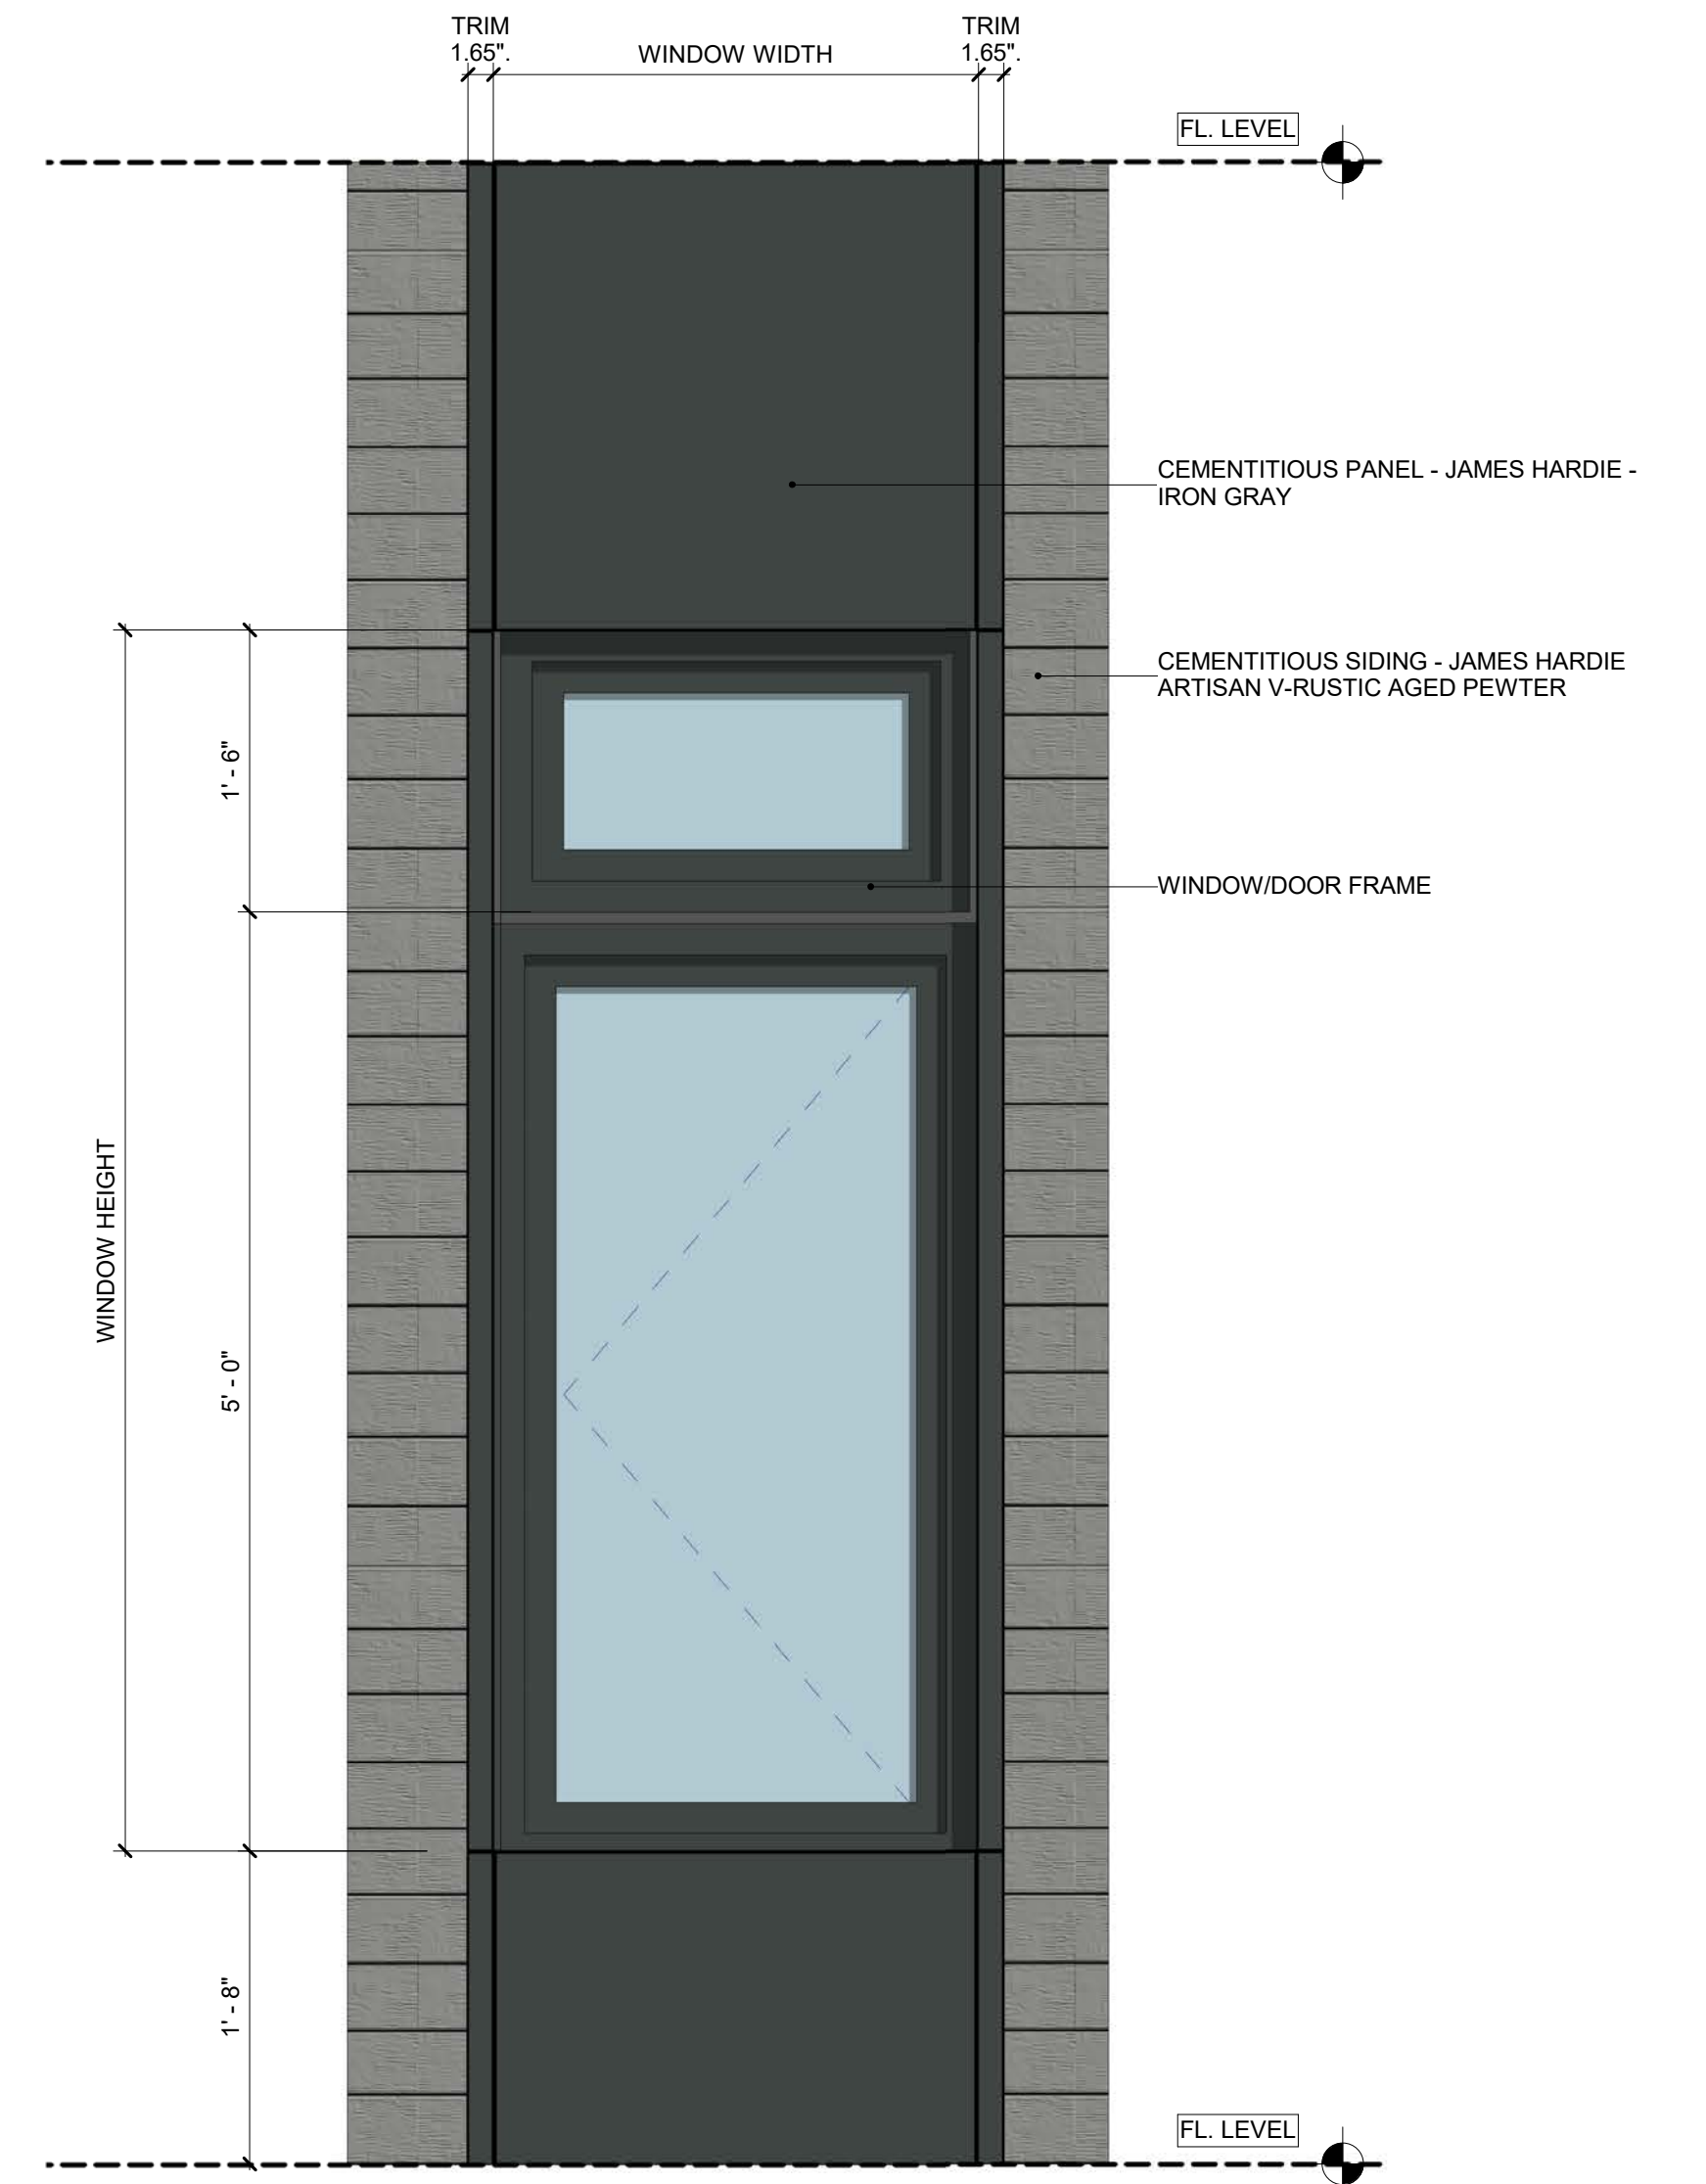 TRIM
1.65".
WINDOW WIDTH
TRIM
1.65".
FL. LEVEL
CEMENTITIOUS PANEL - JAMES HARDIE -
IRON GRAY
CEMENTITIOUS SIDING - JAMES HARDIE
ARTISAN V-RUSTIC AGED PEWTER
1' - 6"
WINDOW/DOOR FRAME
WINDOW HEIGHT
5' - 0"
1' - 8"
FL. LEVEL